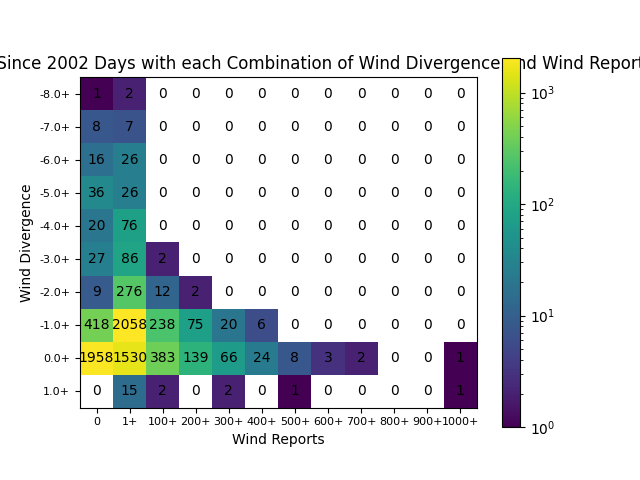 Since 2002 Days with each Combination of Wind Divergence and Wind Report
-8.0+ 1 2 0 0 0 0 0 0 0 0 0 0
-7.0+ 8 7 0 0 0 0 0 0 0 0 0 0
-6.0+ 16 26 0 0 0 0 0 0 0 0 0 0
-5.0+ 36 26 0 0 0 0 0 0 0 0 0 0
-4.0+ 20 76 0 0 0 0 0 0 0 0 0 0
-3.0+ 27 86 2 0 0 0 0 0 0 0 0 0
-2.0+ 9 276 12 2 0 0 0 0 0 0 0 0
-1.0+ 418 2058 238 75 20 6 0 0 0 0 0 0
0.0+ 1958 1530 383 139 66 24 8 3 2 0 0 1
1.0+ 0 15 2 0 2 0 1 0 0 0 0 1
0 1+ 100+ 200+ 300+ 400+ 500+ 600+ 700+ 800+ 900+ 1000+
Wind Reports
Wind Divergence
10³
10²
10¹
10⁰